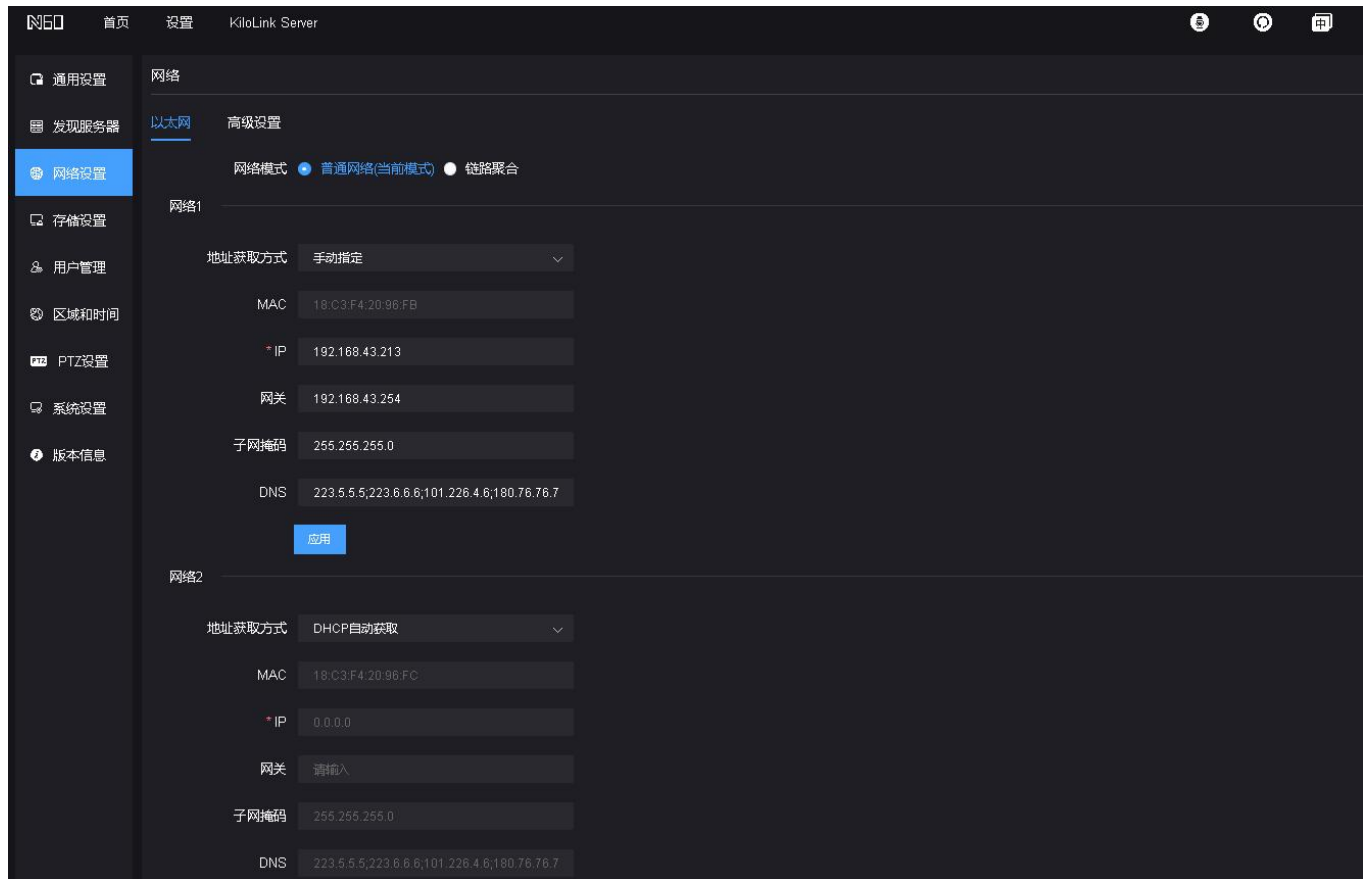 N60 首页 设置 KiloLink Server 中
通用设置
发现服务器
网络设置
存储设置
用户管理
区域和时间
PTZ PTZ设置
系统设置
版本信息
网络
以太网 高级设置
网络模式 普通网络(当前模式) 链路聚合
网络1
地址获取方式 手动指定
MAC 18:C3:F4:20:96:FB
*IP 192.168.43.213
网关 192.168.43.254
子网掩码 255.255.255.0
DNS 223.5.5.5;223.6.6.6;101.226.4.6;180.76.76.7
应用
网络2
地址获取方式 DHCP自动获取
MAC 18:C3:F4:20:96:FC
*IP 0.0.0.0
网关 请输入
子网掩码 255.255.255.0
DNS 223.5.5.5;223.6.6.6;101.226.4.6;180.76.76.7